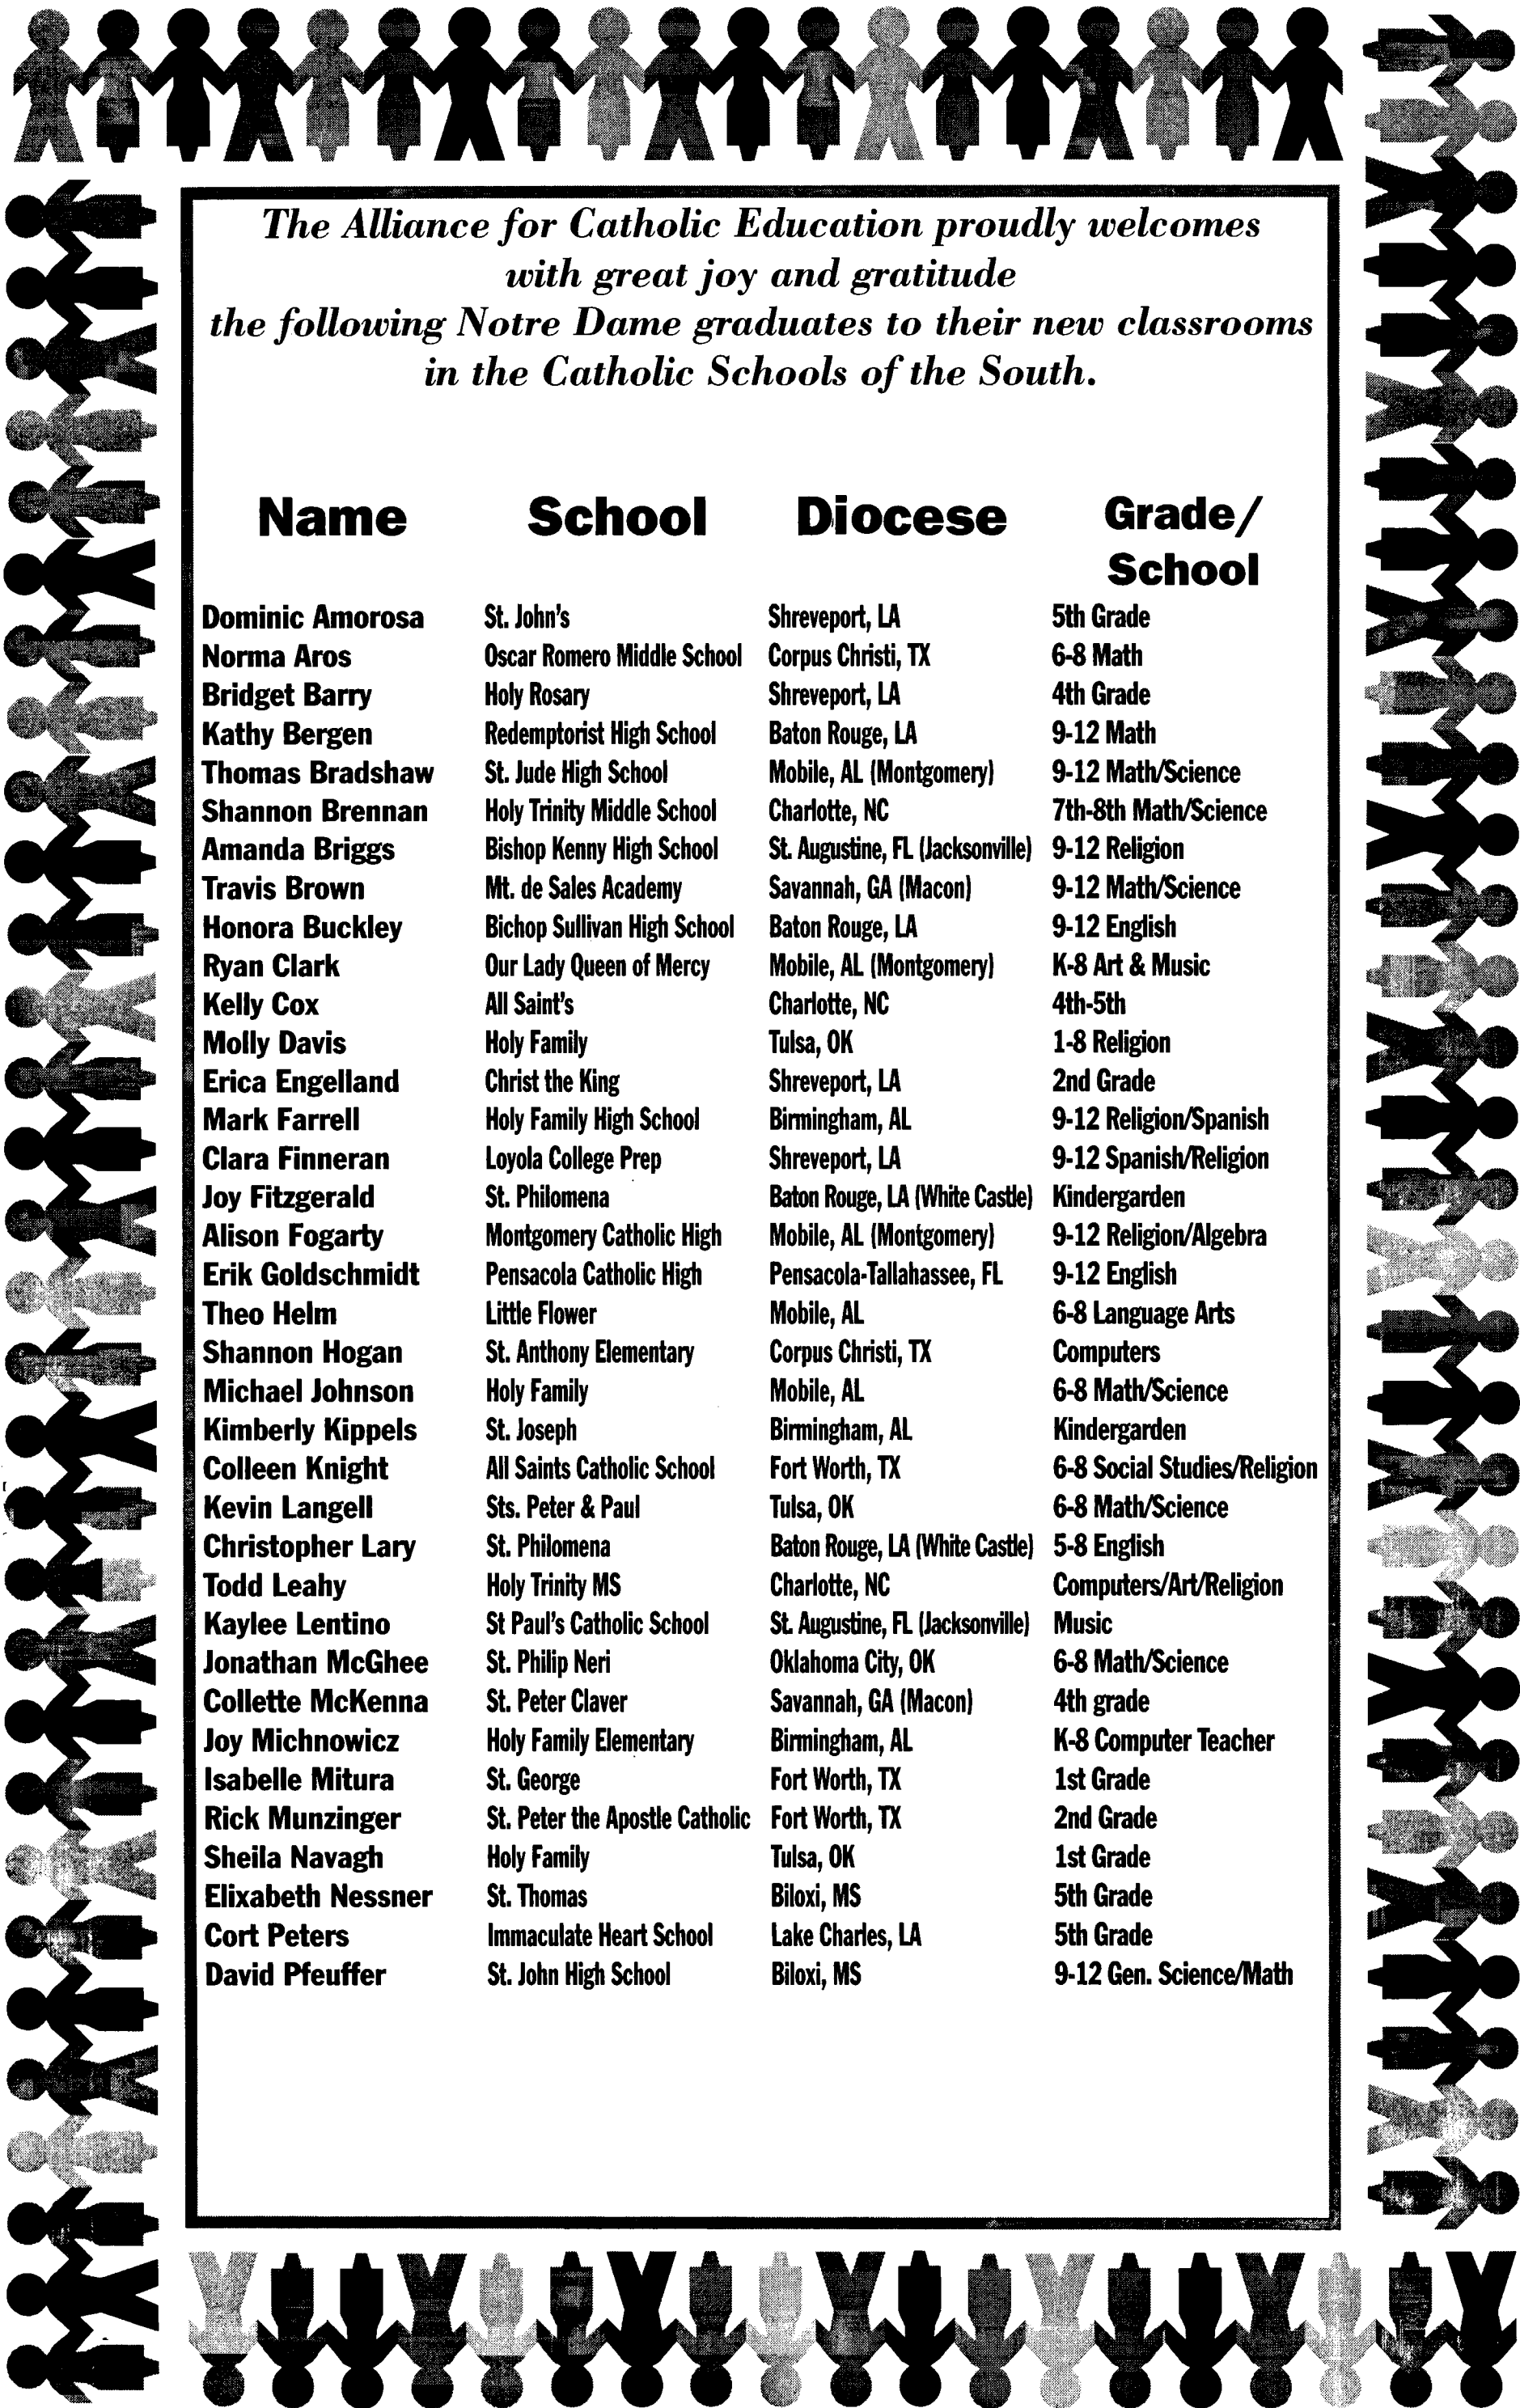 The Alliance for Catholic Education proudly welcomes
with great joy and gratitude
the following Notre Dame graduates to their new classrooms
in the Catholic Schools of the South.
Name School Diocese Grade/
School
Dominic Amorosa St. John's Shreveport, LA 5th Grade
Norma Aros Oscar Romero Middle School Corpus Christi, TX 6-8 Math
Bridget Barry Holy Rosary Shreveport, LA 4th Grade
Kathy Bergen Redemptorist High School Baton Rouge, LA 9-12 Math
Thomas Bradshaw St. Jude High School Mobile, AL (Montgomery) 9-12 Math/Science
Shannon Brennan Holy Trinity Middle School Charlotte, NC 7th-8th Math/Science
Amanda Briggs Bishop Kenny High School St. Augustine, FL (Jacksonville) 9-12 Religion
Travis Brown Mt. de Sales Academy Savannah, GA (Macon) 9-12 Math/Science
Honora Buckley Bichop Sullivan High School Baton Rouge, LA 9-12 English
Ryan Clark Our Lady Queen of Mercy Mobile, AL (Montgomery) K-8 Art & Music
Kelly Cox All Saint's Charlotte, NC 4th-5th
Molly Davis Holy Family Tulsa, OK 1-8 Religion
Erica Engelland Christ the King Shreveport, LA 2nd Grade
Mark Farrell Holy Family High School Birmingham, AL 9-12 Religion/Spanish
Clara Finneran Loyola College Prep Shreveport, LA 9-12 Spanish/Religion
Joy Fitzgerald St. Philomena Baton Rouge, LA (White Castle) Kindergarden
Alison Fogarty Montgomery Catholic High Mobile, AL (Montgomery) 9-12 Religion/Algebra
Erik Goldschmidt Pensacola Catholic High Pensacola-Tallahassee, FL 9-12 English
Theo Helm Little Flower Mobile, AL 6-8 Language Arts
Shannon Hogan St. Anthony Elementary Corpus Christi, TX Computers
Michael Johnson Holy Family Mobile, AL 6-8 Math/Science
Kimberly Kippels St. Joseph Birmingham, AL Kindergarden
Colleen Knight All Saints Catholic School Fort Worth, TX 6-8 Social Studies/Religion
Kevin Langell Sts. Peter & Paul Tulsa, OK 6-8 Math/Science
Christopher Lary St. Philomena Baton Rouge, LA (White Castle) 5-8 English
Todd Leahy Holy Trinity MS Charlotte, NC Computers/Art/Religion
Kaylee Lentino St Paul's Catholic School St. Augustine, FL (Jacksonville) Music
Jonathan McGhee St. Philip Neri Oklahoma City, OK 6-8 Math/Science
Collette McKenna St. Peter Claver Savannah, GA (Macon) 4th grade
Joy Michnowicz Holy Family Elementary Birmingham, AL K-8 Computer Teacher
Isabelle Mitura St. George Fort Worth, TX 1st Grade
Rick Munzinger St. Peter the Apostle Catholic Fort Worth, TX 2nd Grade
Sheila Navagh Holy Family Tulsa, OK 1st Grade
Elixabeth Nessner St. Thomas Biloxi, MS 5th Grade
Cort Peters Immaculate Heart School Lake Charles, LA 5th Grade
David Pfeuffer St. John High School Biloxi, MS 9-12 Gen. Science/Math